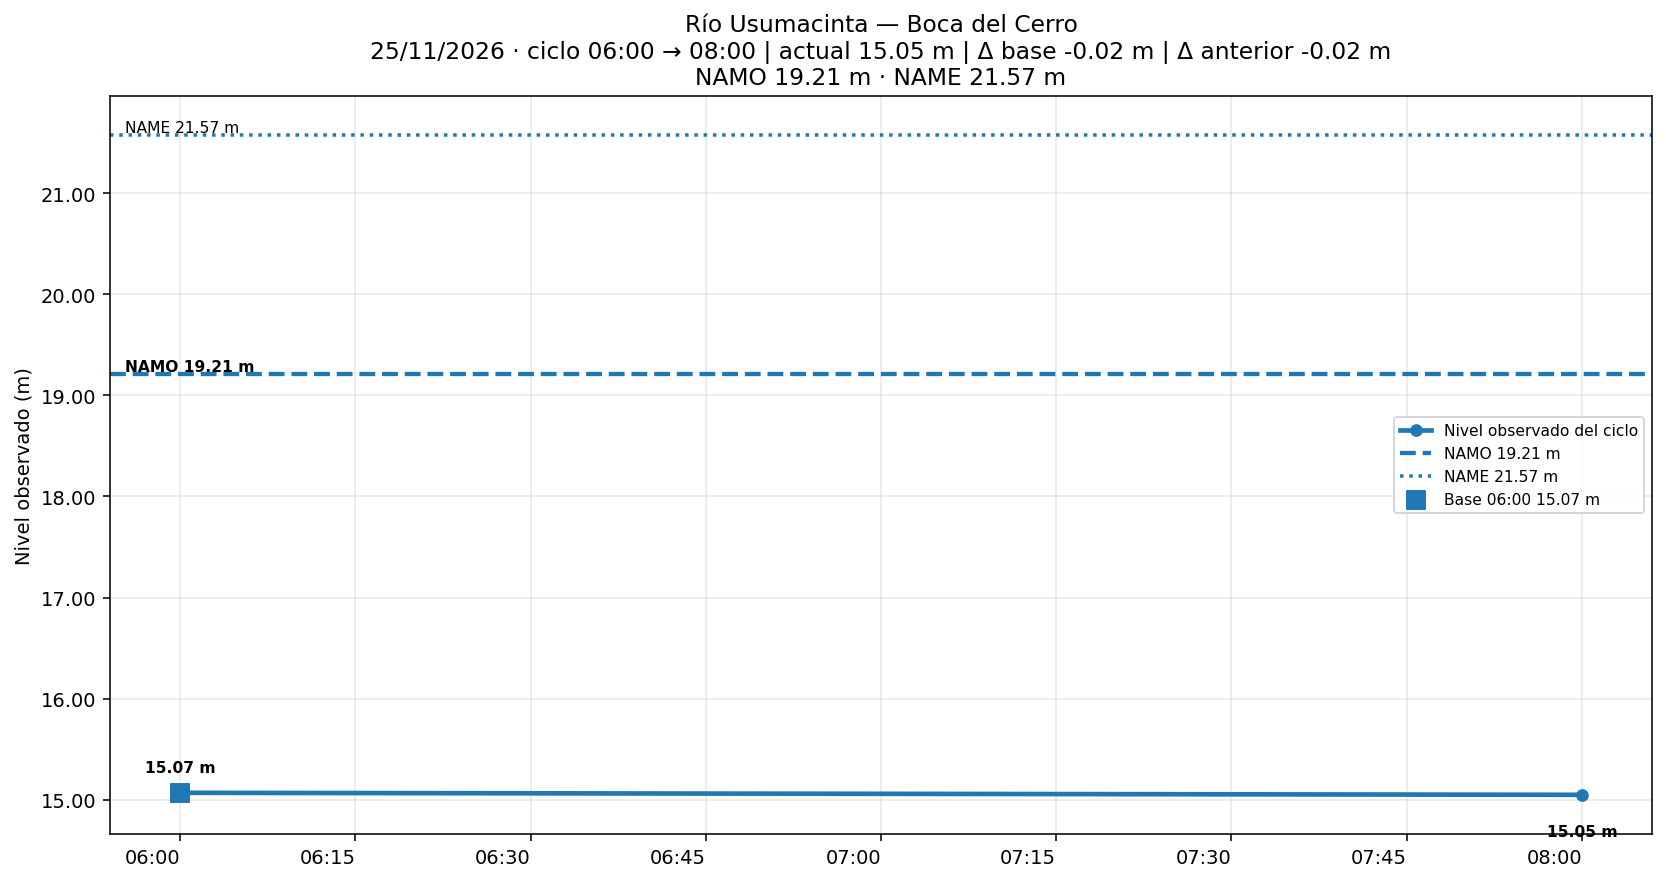 Río Usumacinta — Boca del Cerro
25/11/2026 · ciclo 06:00 → 08:00 | actual 15.05 m | Δ base -0.02 m | Δ anterior -0.02 m
NAMO 19.21 m · NAME 21.57 m
NAME 21.57 m
21.00
20.00
NAMO 19.21 m
19.00
Nivel observado del ciclo
NAMO 19.21 m
NAME 21.57 m
Base 06:00 15.07 m
18.00
Nivel observado (m)
17.00
16.00
15.07 m
15.00
15.05 m
06:00 06:15 06:30 06:45 07:00 07:15 07:30 07:45 08:00